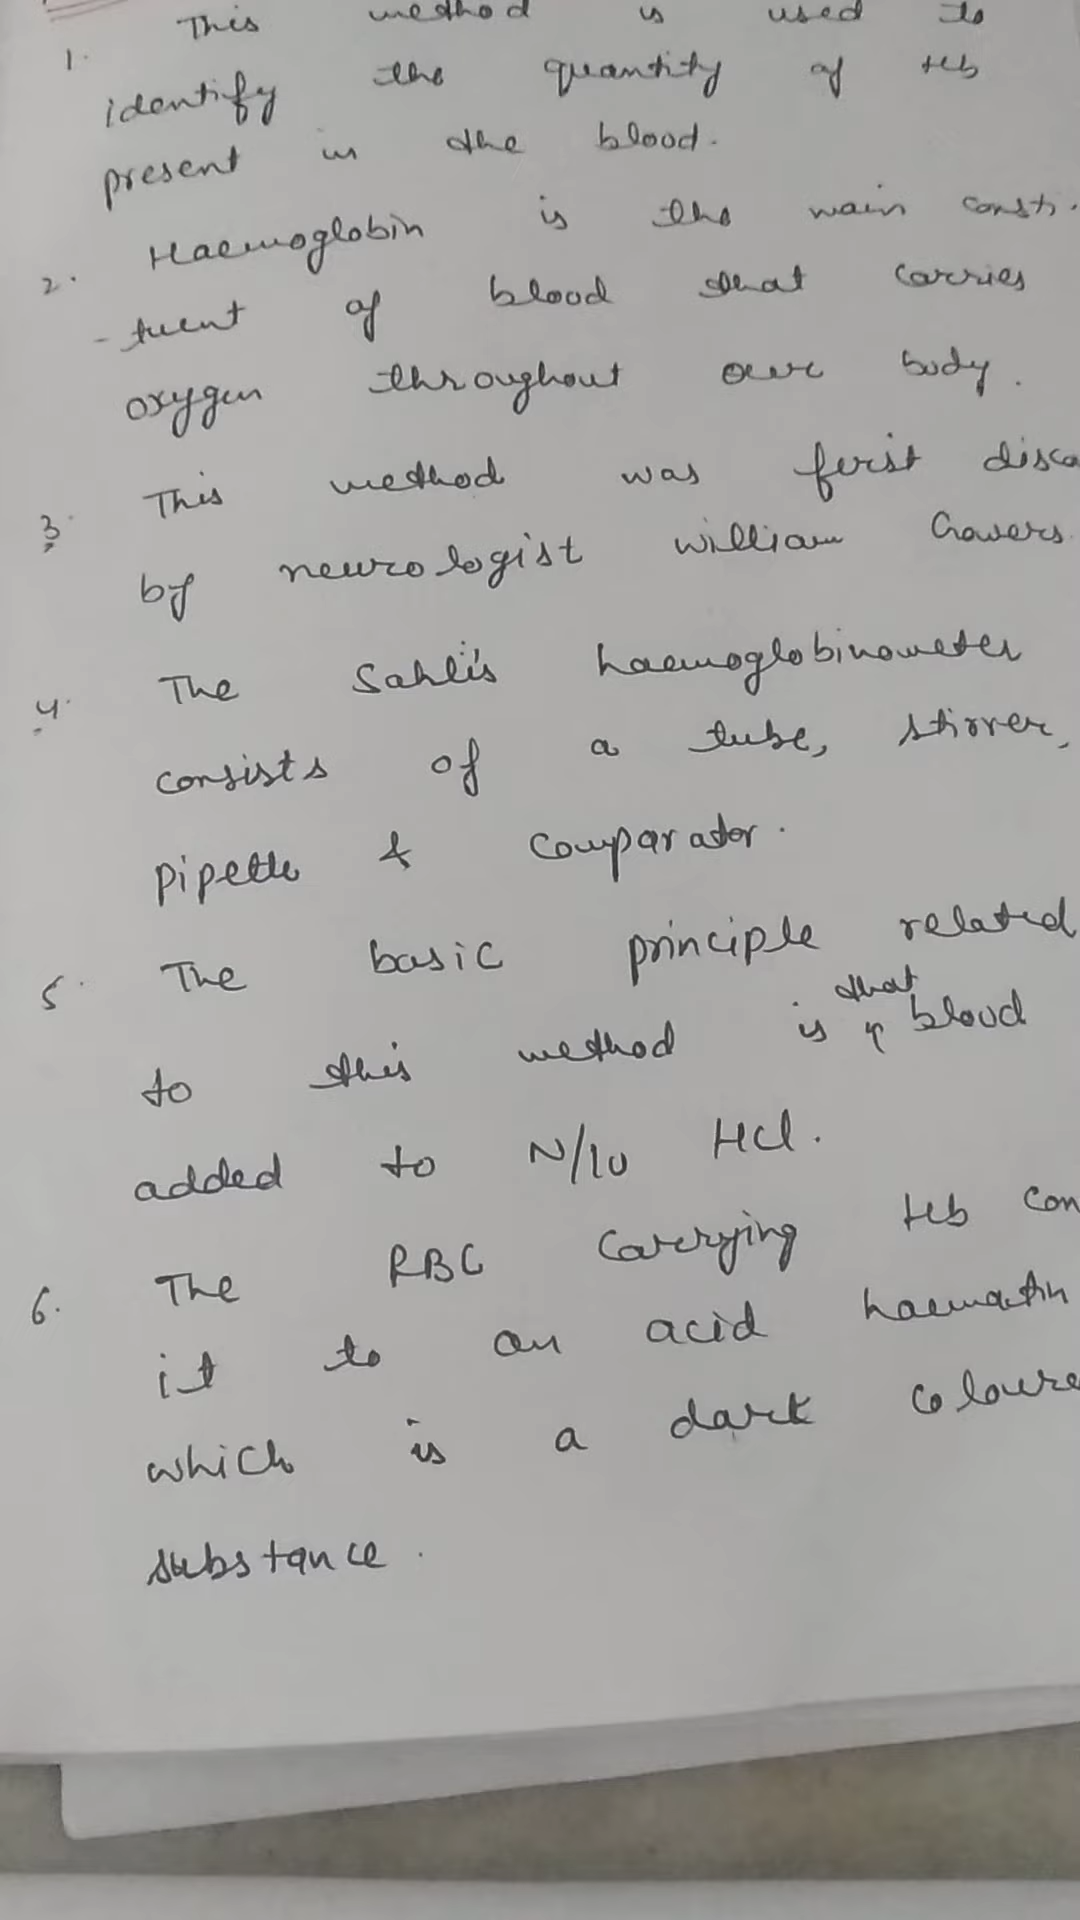 1. This method is used to
identify the quantity of Hb
present in the blood.
2. Haemoglobin is the main consti-
-tuent of blood that carries
oxygen throughout our body.
3. This method was first disco
by neurologist william Gowers.
4. The Sahli's haemoglobinometer
consists of a tube, stirrer,
pipette & comparator.
5. The basic principle related
to this method is that blood
added to N/10 HCl.
6. The RBC carrying Hb con
it to an acid haematin
which is a dark coloure
substance.